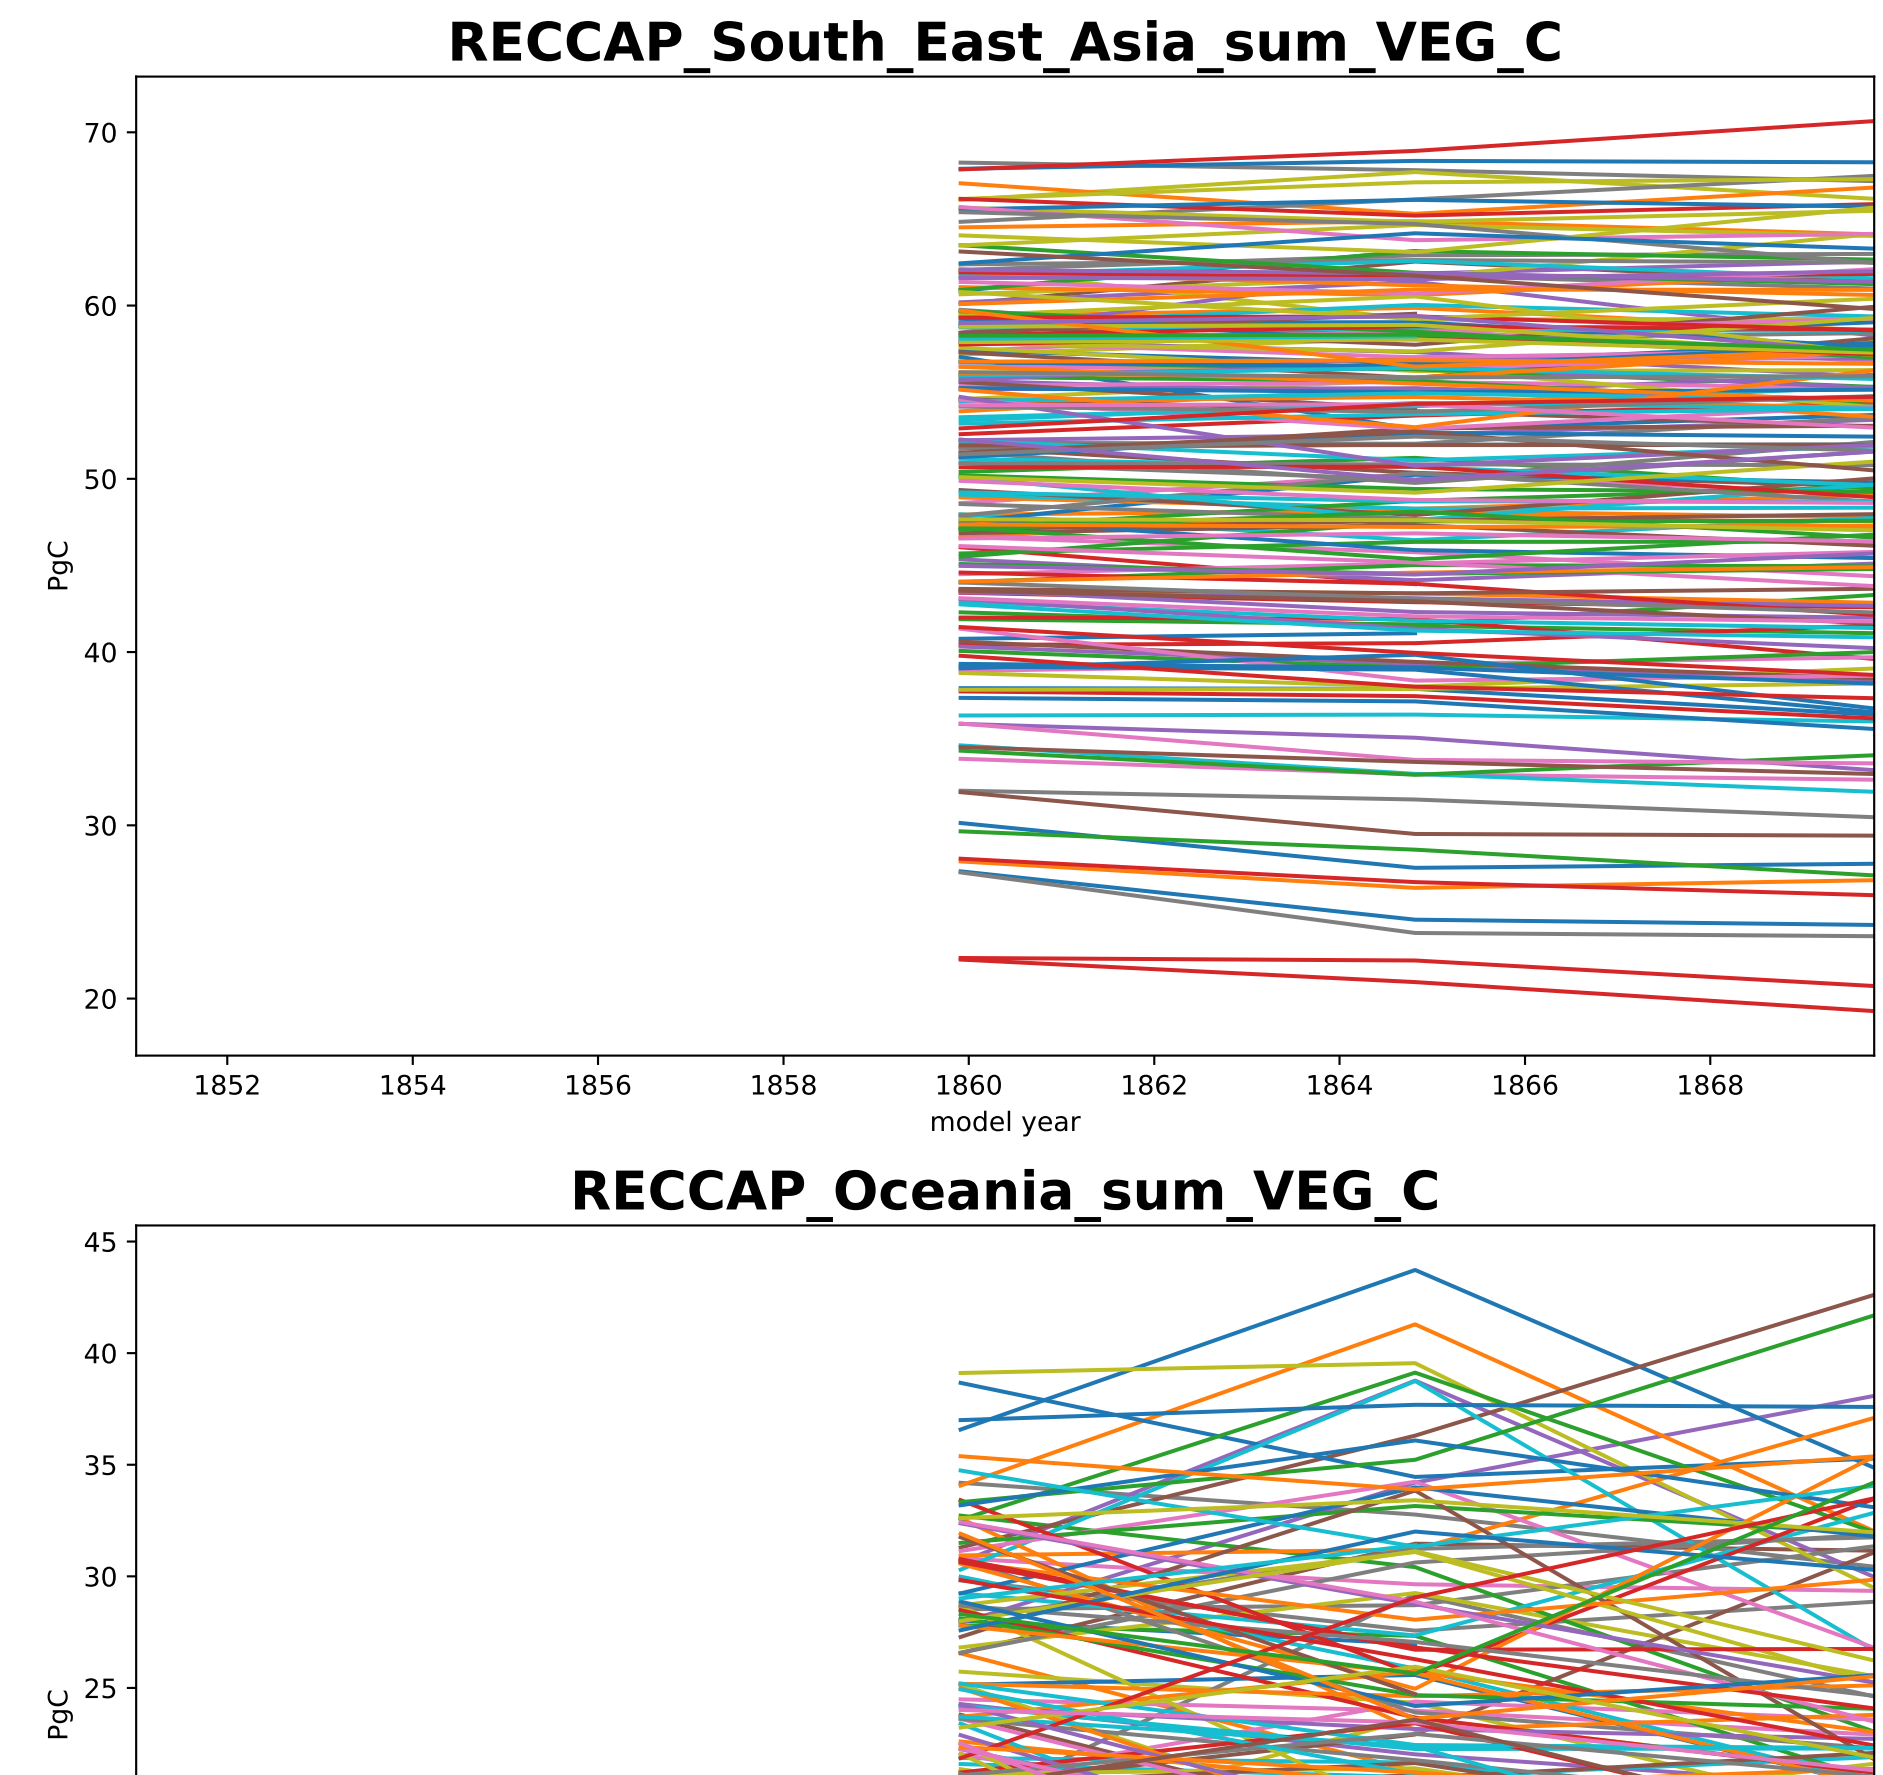 RECCAP_South_East_Asia_sum_VEG_C
70
60
50
40
30
20
PgC
1852 1854 1856 1858 1860 1862 1864 1866 1868
model year
RECCAP_Oceania_sum_VEG_C
45
40
35
30
25
PgC